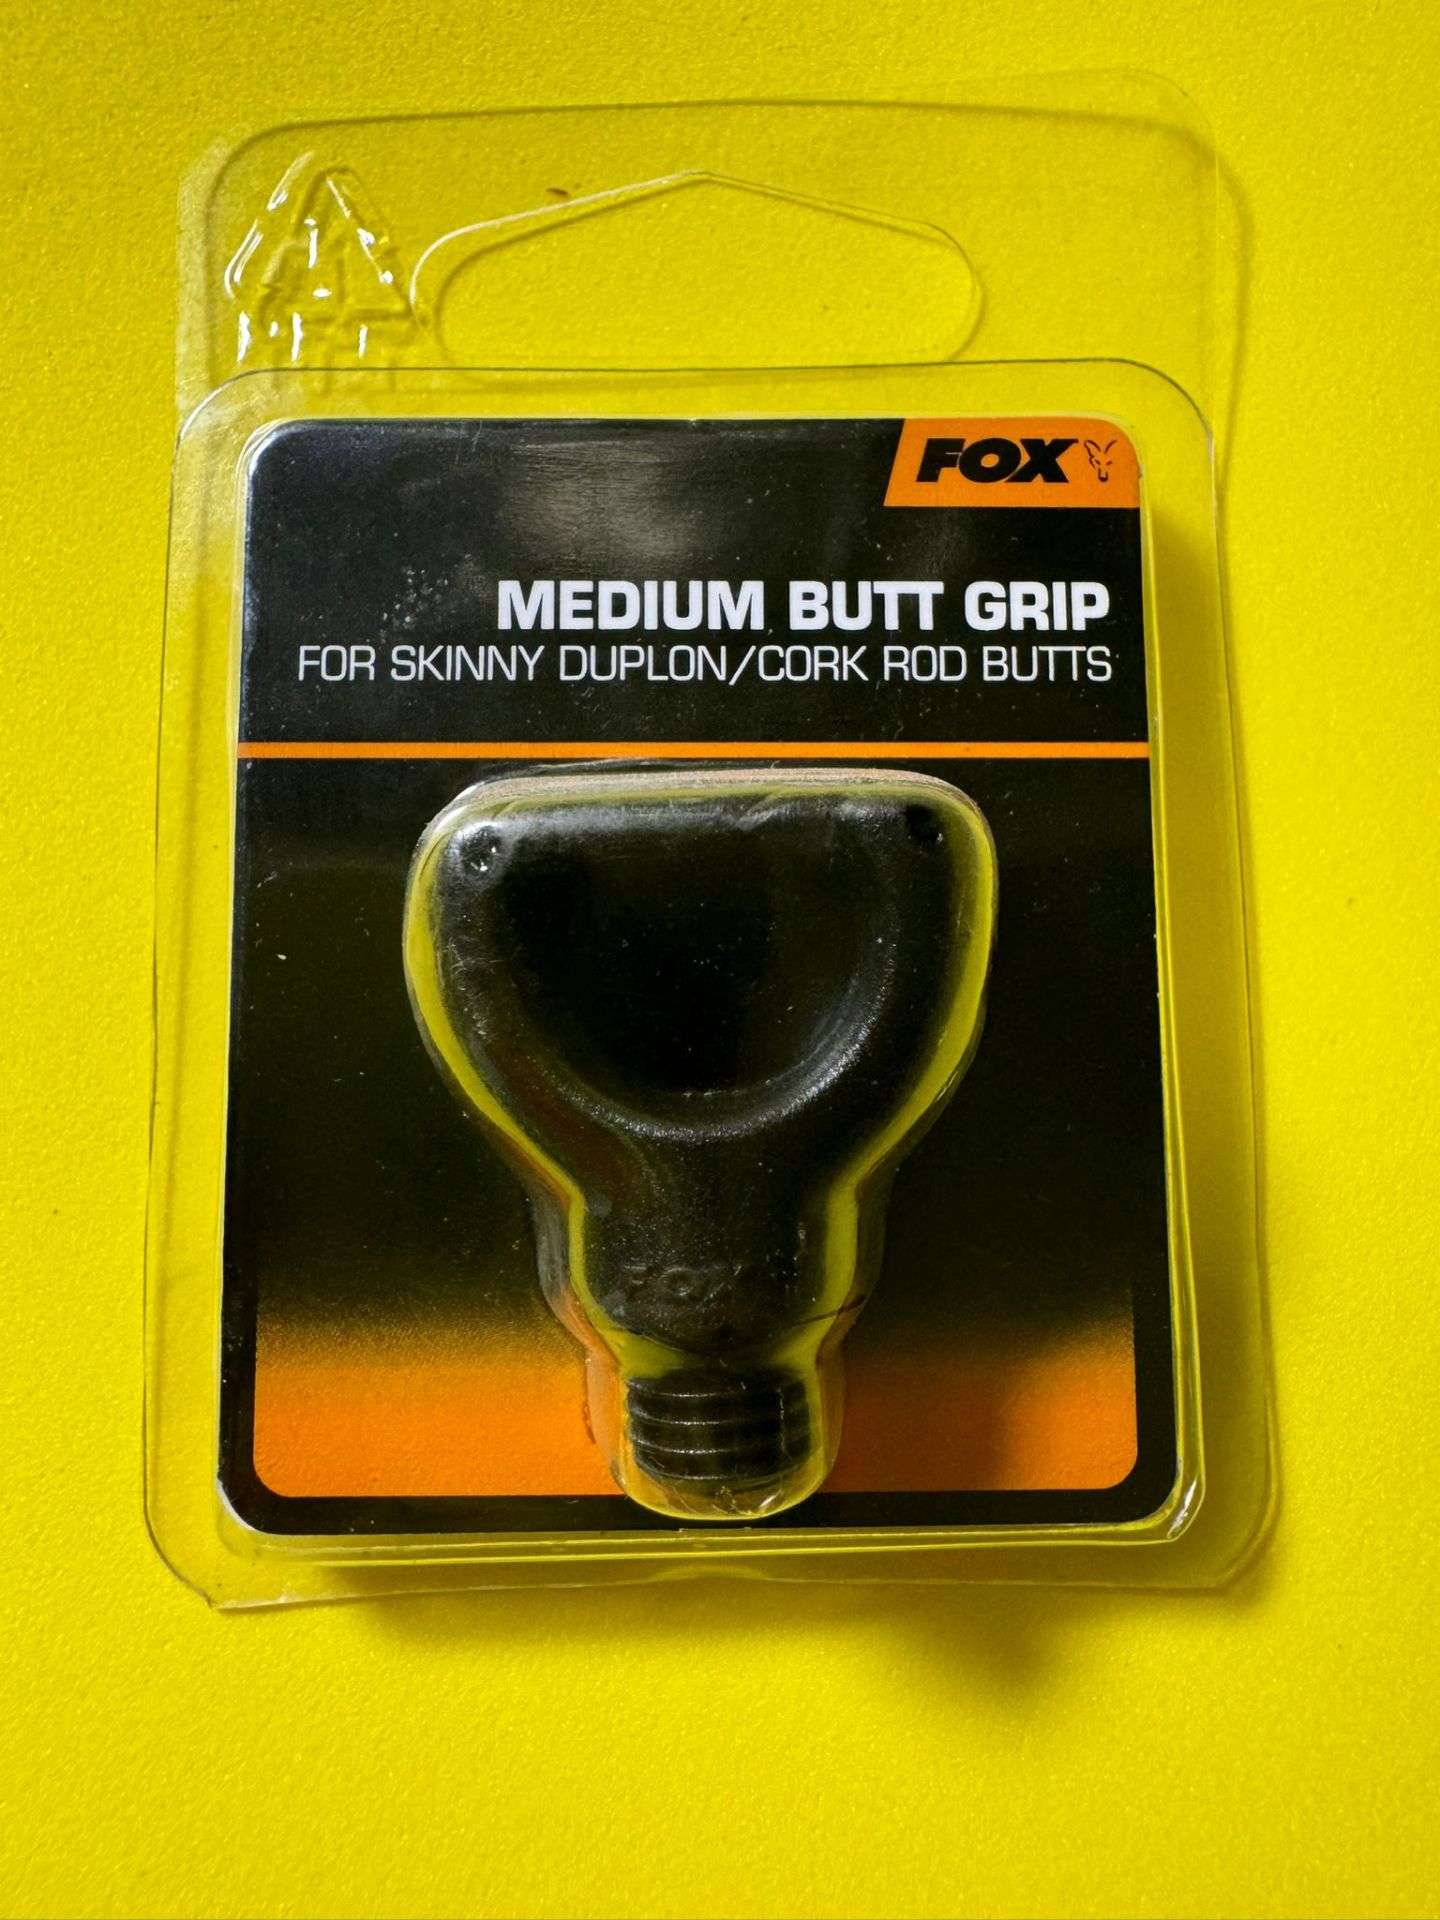 FOX
MEDIUM BUTT GRIP
FOR SKINNY DUPLON/CORK ROD BUTTS
FOX